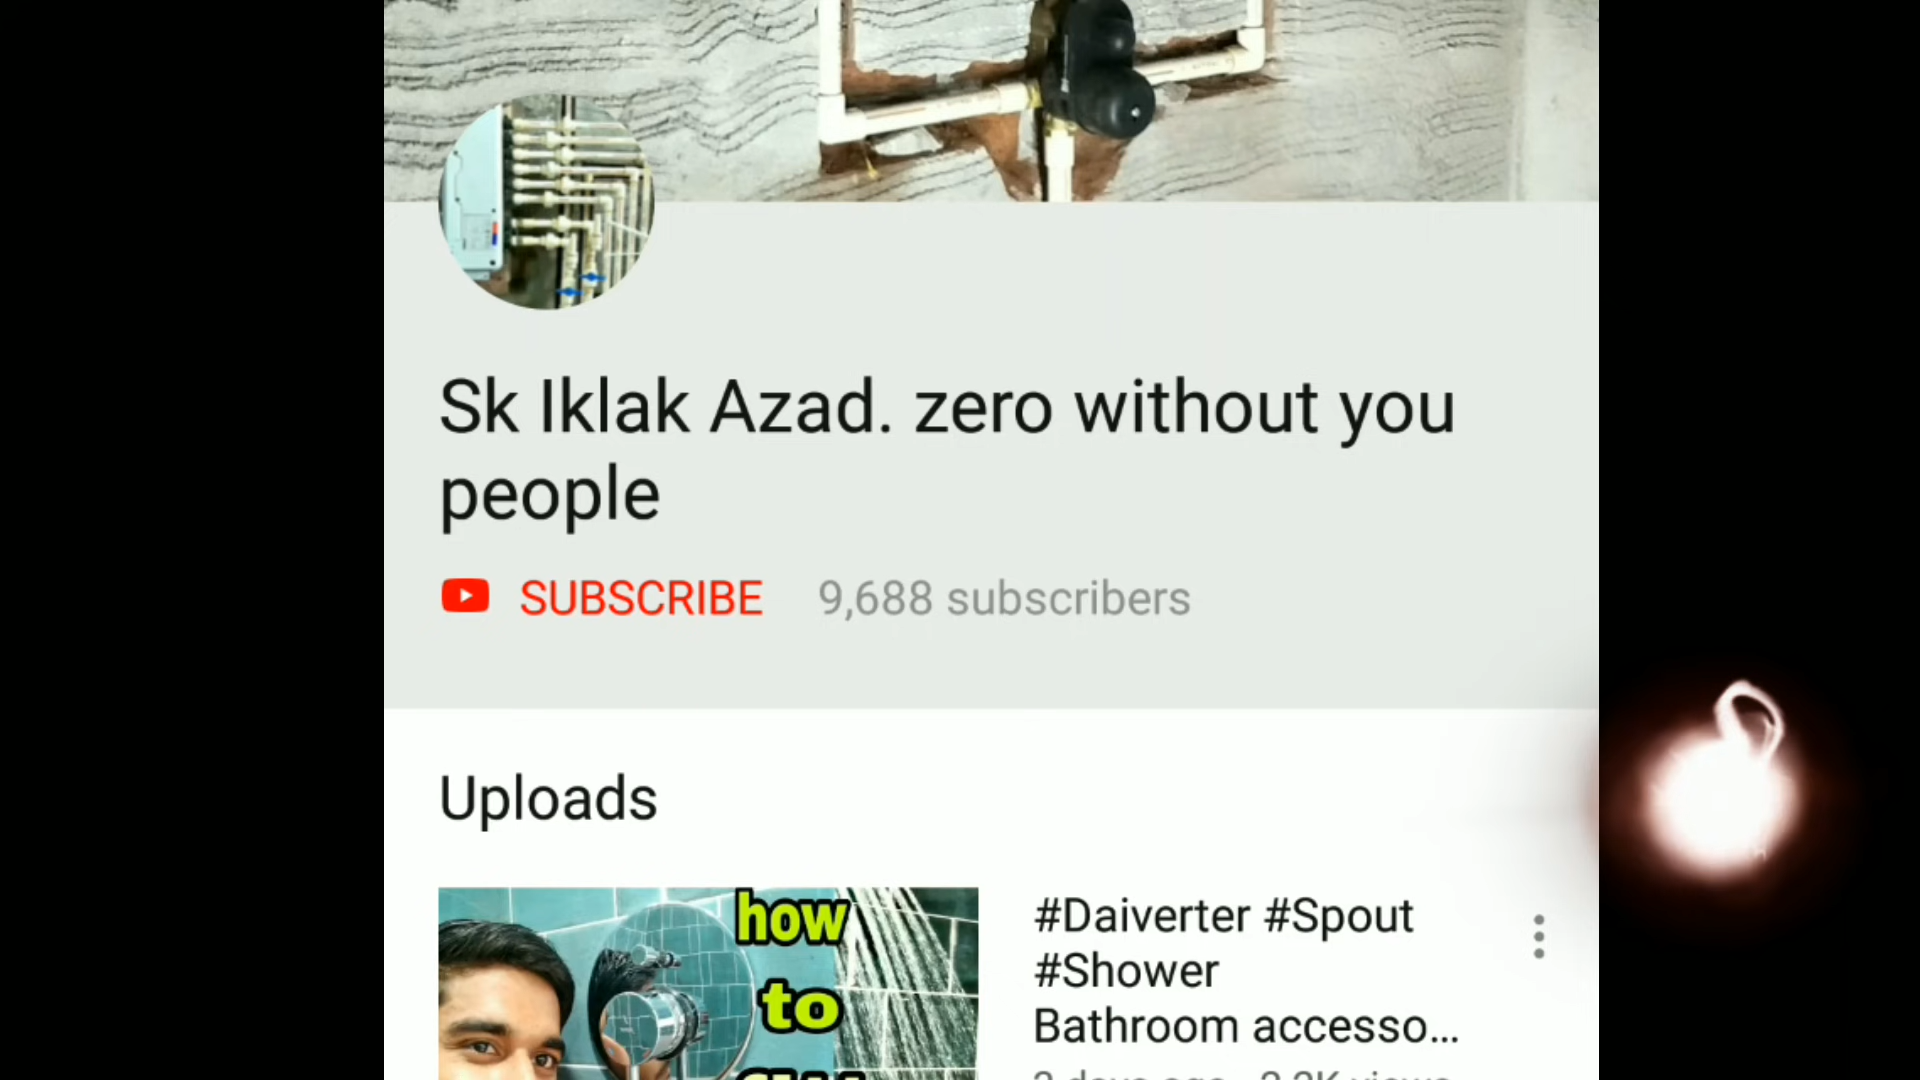 Sk Iklak Azad. zero without you
people
SUBSCRIBE 9,688 subscribers
Uploads
how
to
#Daiverter #Spout
#Shower
Bathroom accesso...